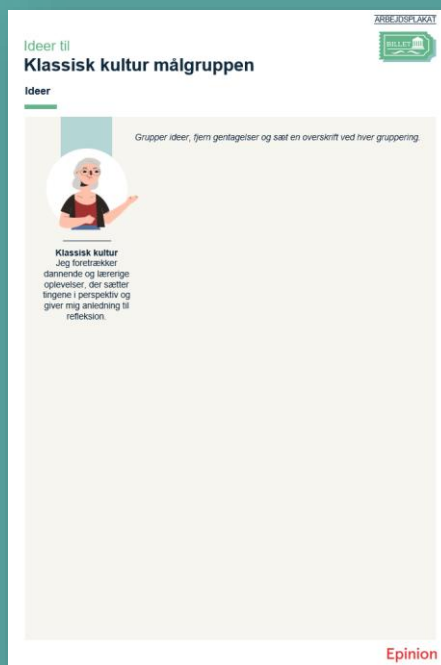 ARBEJDSPLAKAT
BILLET
Ideer til
Klassisk kultur målgruppen
Ideer
Grupper ideer, fjern gentagelser og sæt en overskrift ved hver gruppering.
Klassisk kultur
Jeg foretrækker
dannende og lærerige
oplevelser, der sætter
tingene i perspektiv og
giver mig anledning til
refleksion.
Epinion